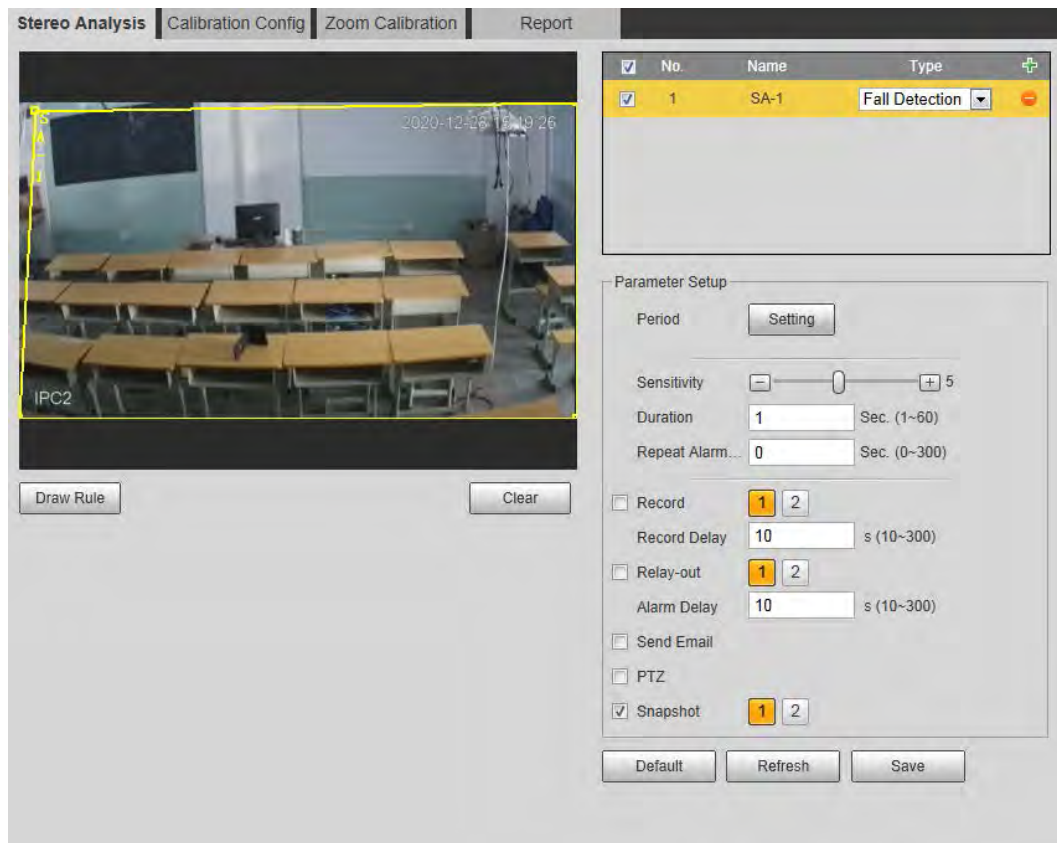 Stereo Analysis Calibration Config Zoom Calibration Report
No. Name Type
1 SA-1 Fall Detection
SA-1
IPC2
Draw Rule Clear
Parameter Setup
Period Setting
Sensitivity 5
Duration 1 Sec. (1~60)
Repeat Alarm... 0 Sec. (0~300)
Record 1 2
Record Delay 10 s (10~300)
Relay-out 1 2
Alarm Delay 10 s (10~300)
Send Email
PTZ
Snapshot 1 2
Default Refresh Save